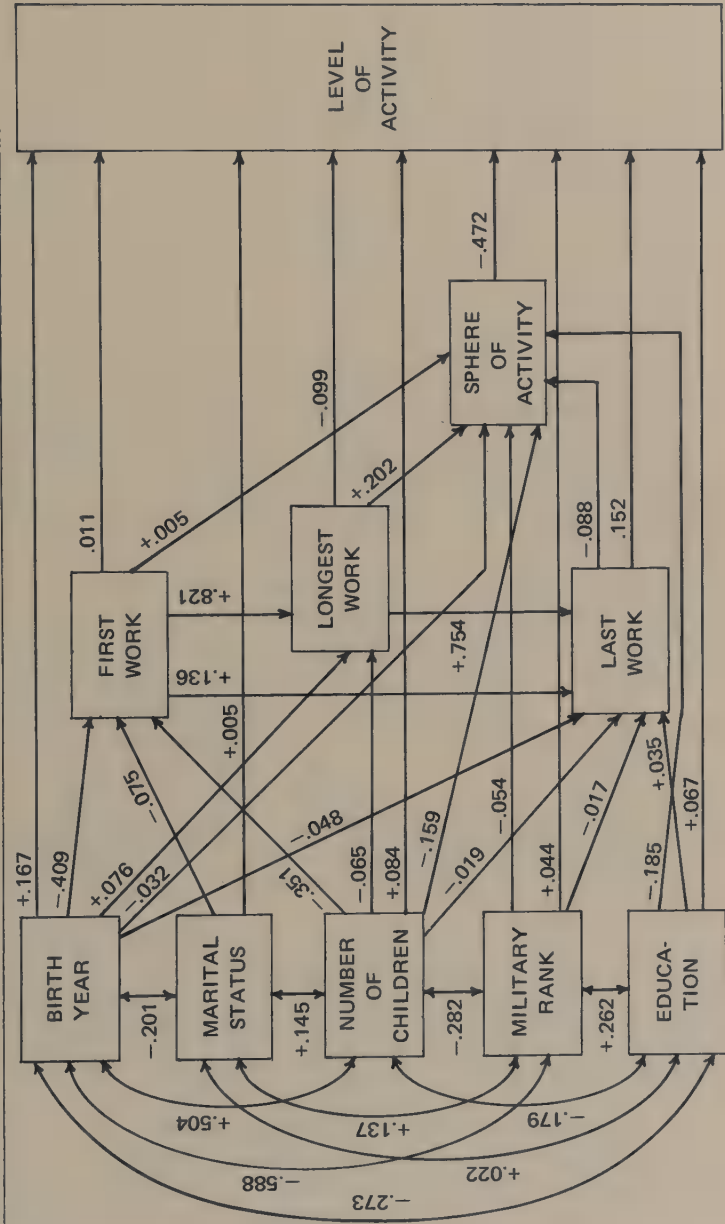 BIRTH
YEAR
MARITAL
STATUS
NUMBER
OF
CHILDREN
MILITARY
RANK
EDUCA-
TION
FIRST
WORK
LONGEST
WORK
LAST
WORK
SPHERE
OF
ACTIVITY
LEVEL
OF
ACTIVITY
+.167
-.409
+.076
-.032
-.048
-.201
-.075
+.005
+.145
-.351
-.065
+.084
-.159
-.019
-.282
-.054
+.044
-.017
+.262
-.185
+.035
+.067
+.504
-.588
-.273
+.137
+.022
-.179
.011
+.005
+.821
+.136
-.099
+.202
+.754
-.088
.152
-.472